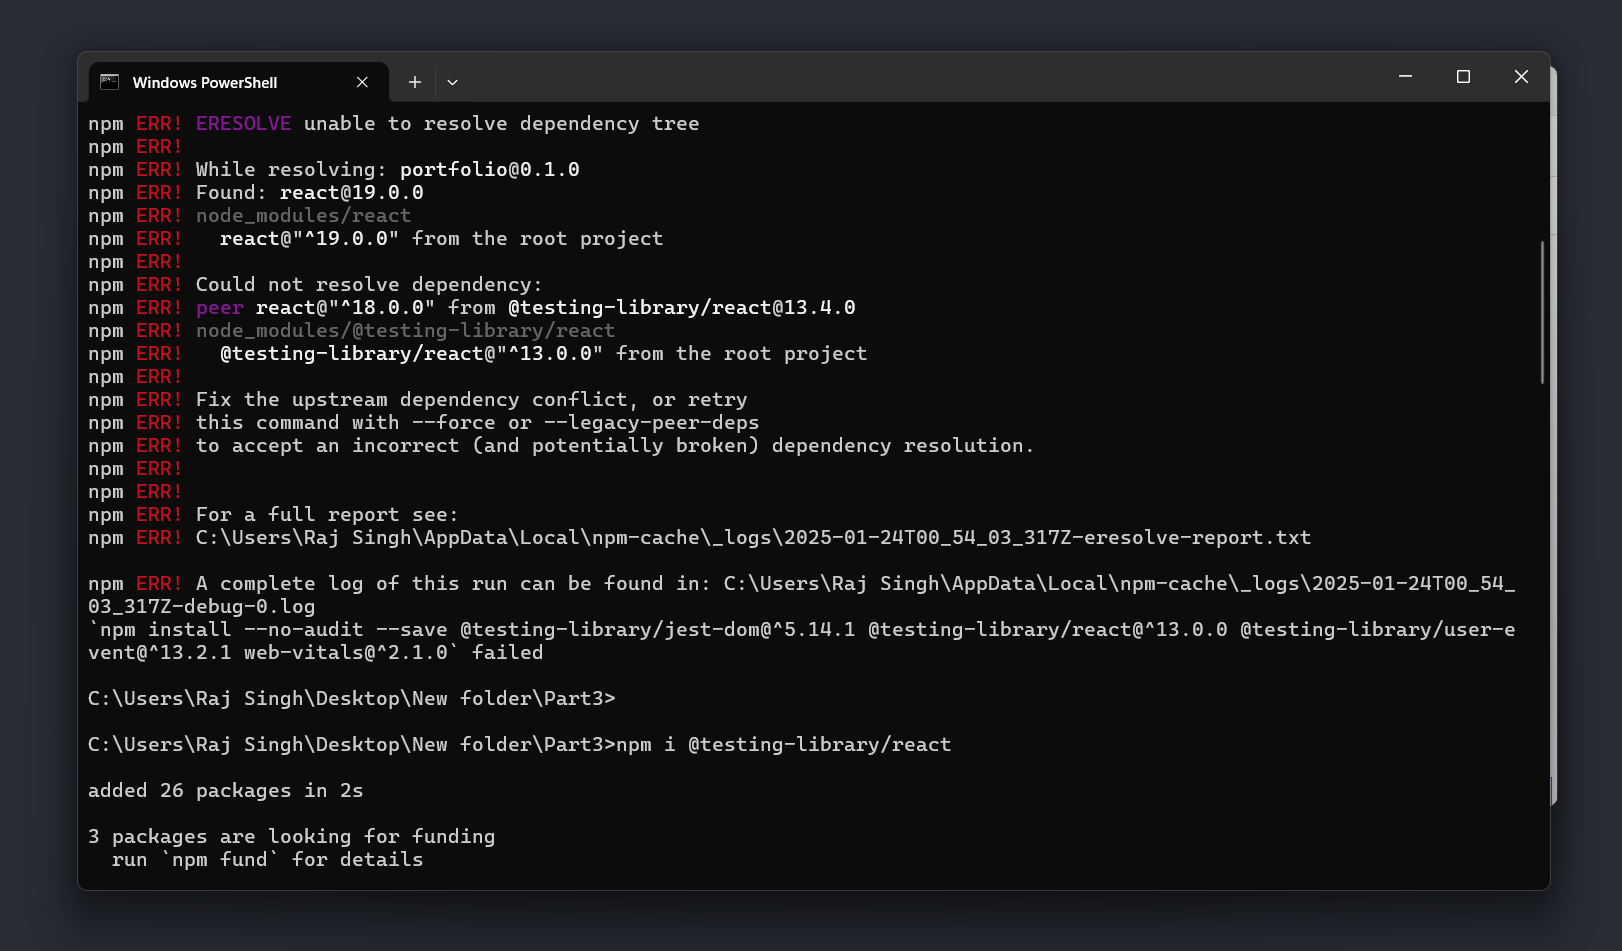 Windows PowerShell
npm ERR! ERESOLVE unable to resolve dependency tree
npm ERR!
npm ERR! While resolving: portfolio@0.1.0
npm ERR! Found: react@19.0.0
npm ERR! node_modules/react
npm ERR!   react@"^19.0.0" from the root project
npm ERR!
npm ERR! Could not resolve dependency:
npm ERR! peer react@"^18.0.0" from @testing-library/react@13.4.0
npm ERR! node_modules/@testing-library/react
npm ERR!   @testing-library/react@"^13.0.0" from the root project
npm ERR!
npm ERR! Fix the upstream dependency conflict, or retry
npm ERR! this command with --force or --legacy-peer-deps
npm ERR! to accept an incorrect (and potentially broken) dependency resolution.
npm ERR!
npm ERR!
npm ERR! For a full report see:
npm ERR! C:\Users\Raj Singh\AppData\Local\npm-cache\_logs\2025-01-24T00_54_03_317Z-eresolve-report.txt

npm ERR! A complete log of this run can be found in: C:\Users\Raj Singh\AppData\Local\npm-cache\_logs\2025-01-24T00_54_
03_317Z-debug-0.log
`npm install --no-audit --save @testing-library/jest-dom@^5.14.1 @testing-library/react@^13.0.0 @testing-library/user-e
vent@^13.2.1 web-vitals@^2.1.0` failed

C:\Users\Raj Singh\Desktop\New folder\Part3>

C:\Users\Raj Singh\Desktop\New folder\Part3>npm i @testing-library/react

added 26 packages in 2s

3 packages are looking for funding
  run `npm fund` for details